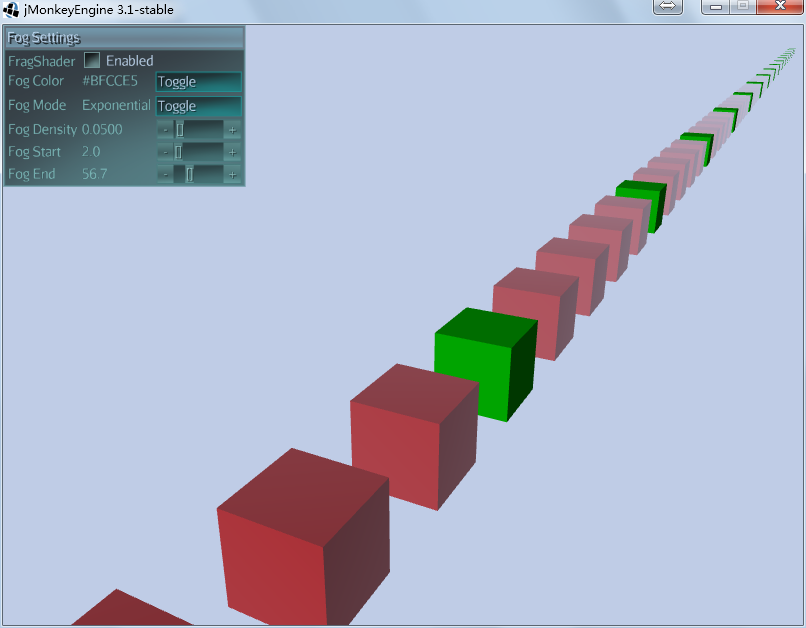 jMonkeyEngine 3.1-stable
Fog Settings
FragShader Enabled
Fog Color #BFCCE5 Toggle
Fog Mode Exponential Toggle
Fog Density 0.0500 - +
Fog Start 2.0 - +
Fog End 56.7 - +